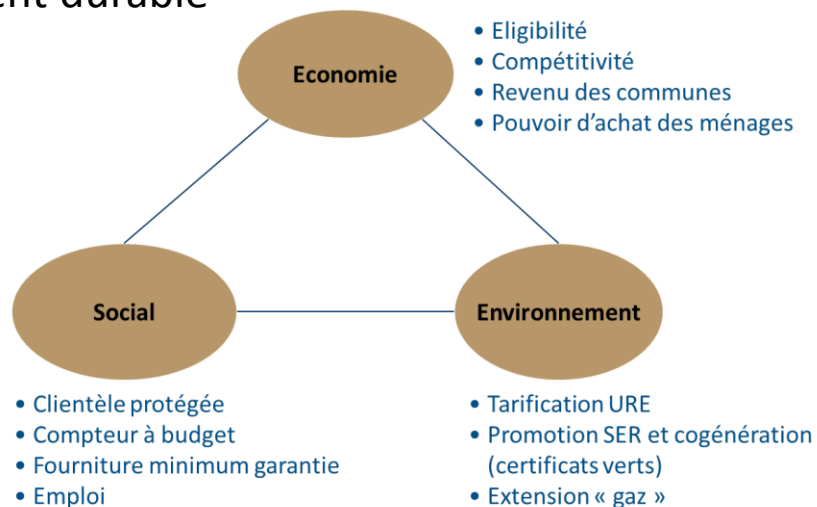 durable
Economie
• Eligibilité
• Compétitivité
• Revenu des communes
• Pouvoir d'achat des ménages
Social
Environnement
• Clientèle protégée
• Compteur à budget
• Fourniture minimum garantie
• Emploi
• Tarification URE
• Promotion SER et cogénération
(certificats verts)
• Extension « gaz »